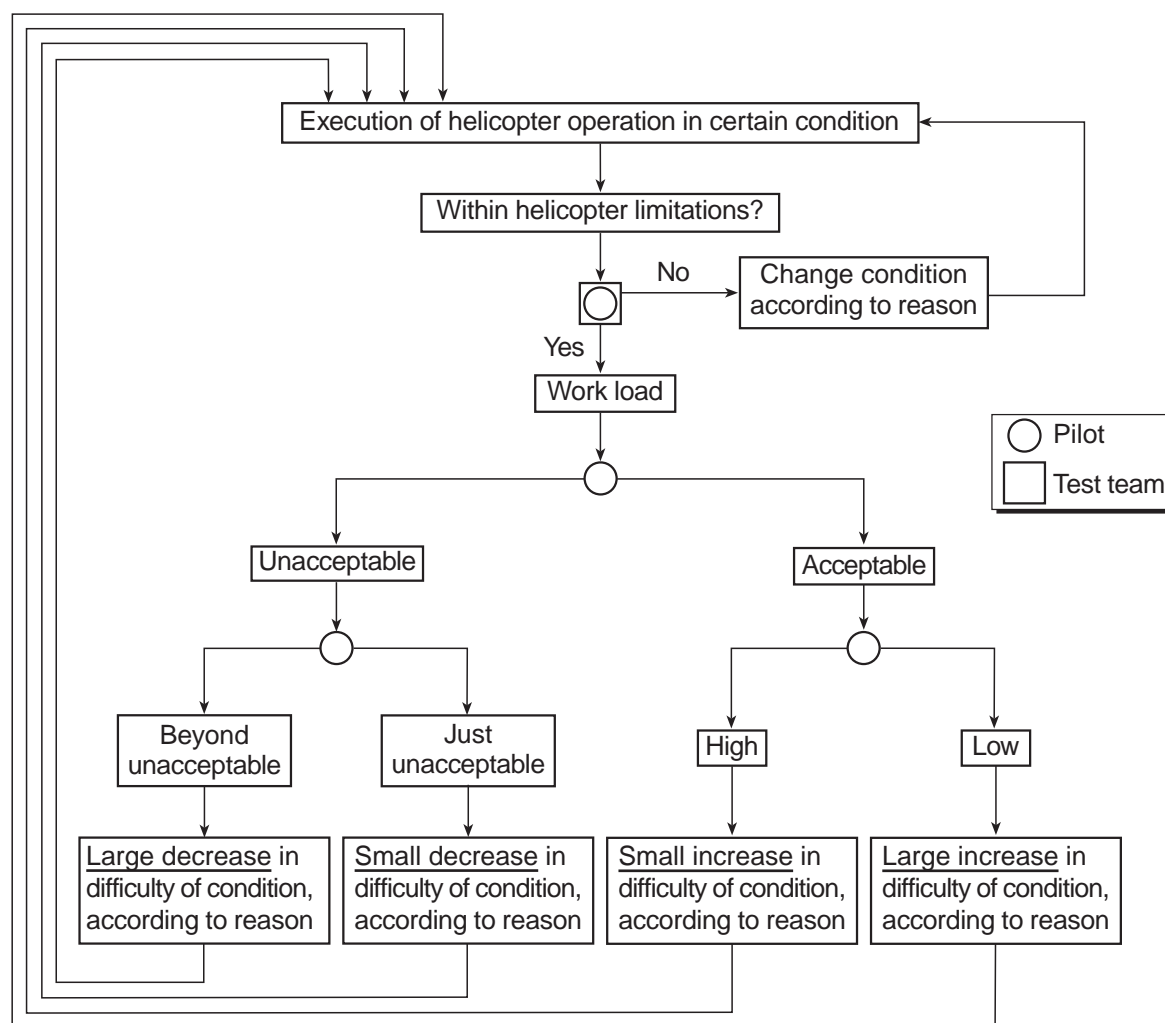 Execution of helicopter operation in certain condition
Within helicopter limitations?
No
Change condition
according to reason
Yes
Work load
Pilot
Test team
Unacceptable
Acceptable
Beyond
unacceptable
Just
unacceptable
High
Low
Large decrease in
difficulty of condition,
according to reason
Small decrease in
difficulty of condition,
according to reason
Small increase in
difficulty of condition,
according to reason
Large increase in
difficulty of condition,
according to reason